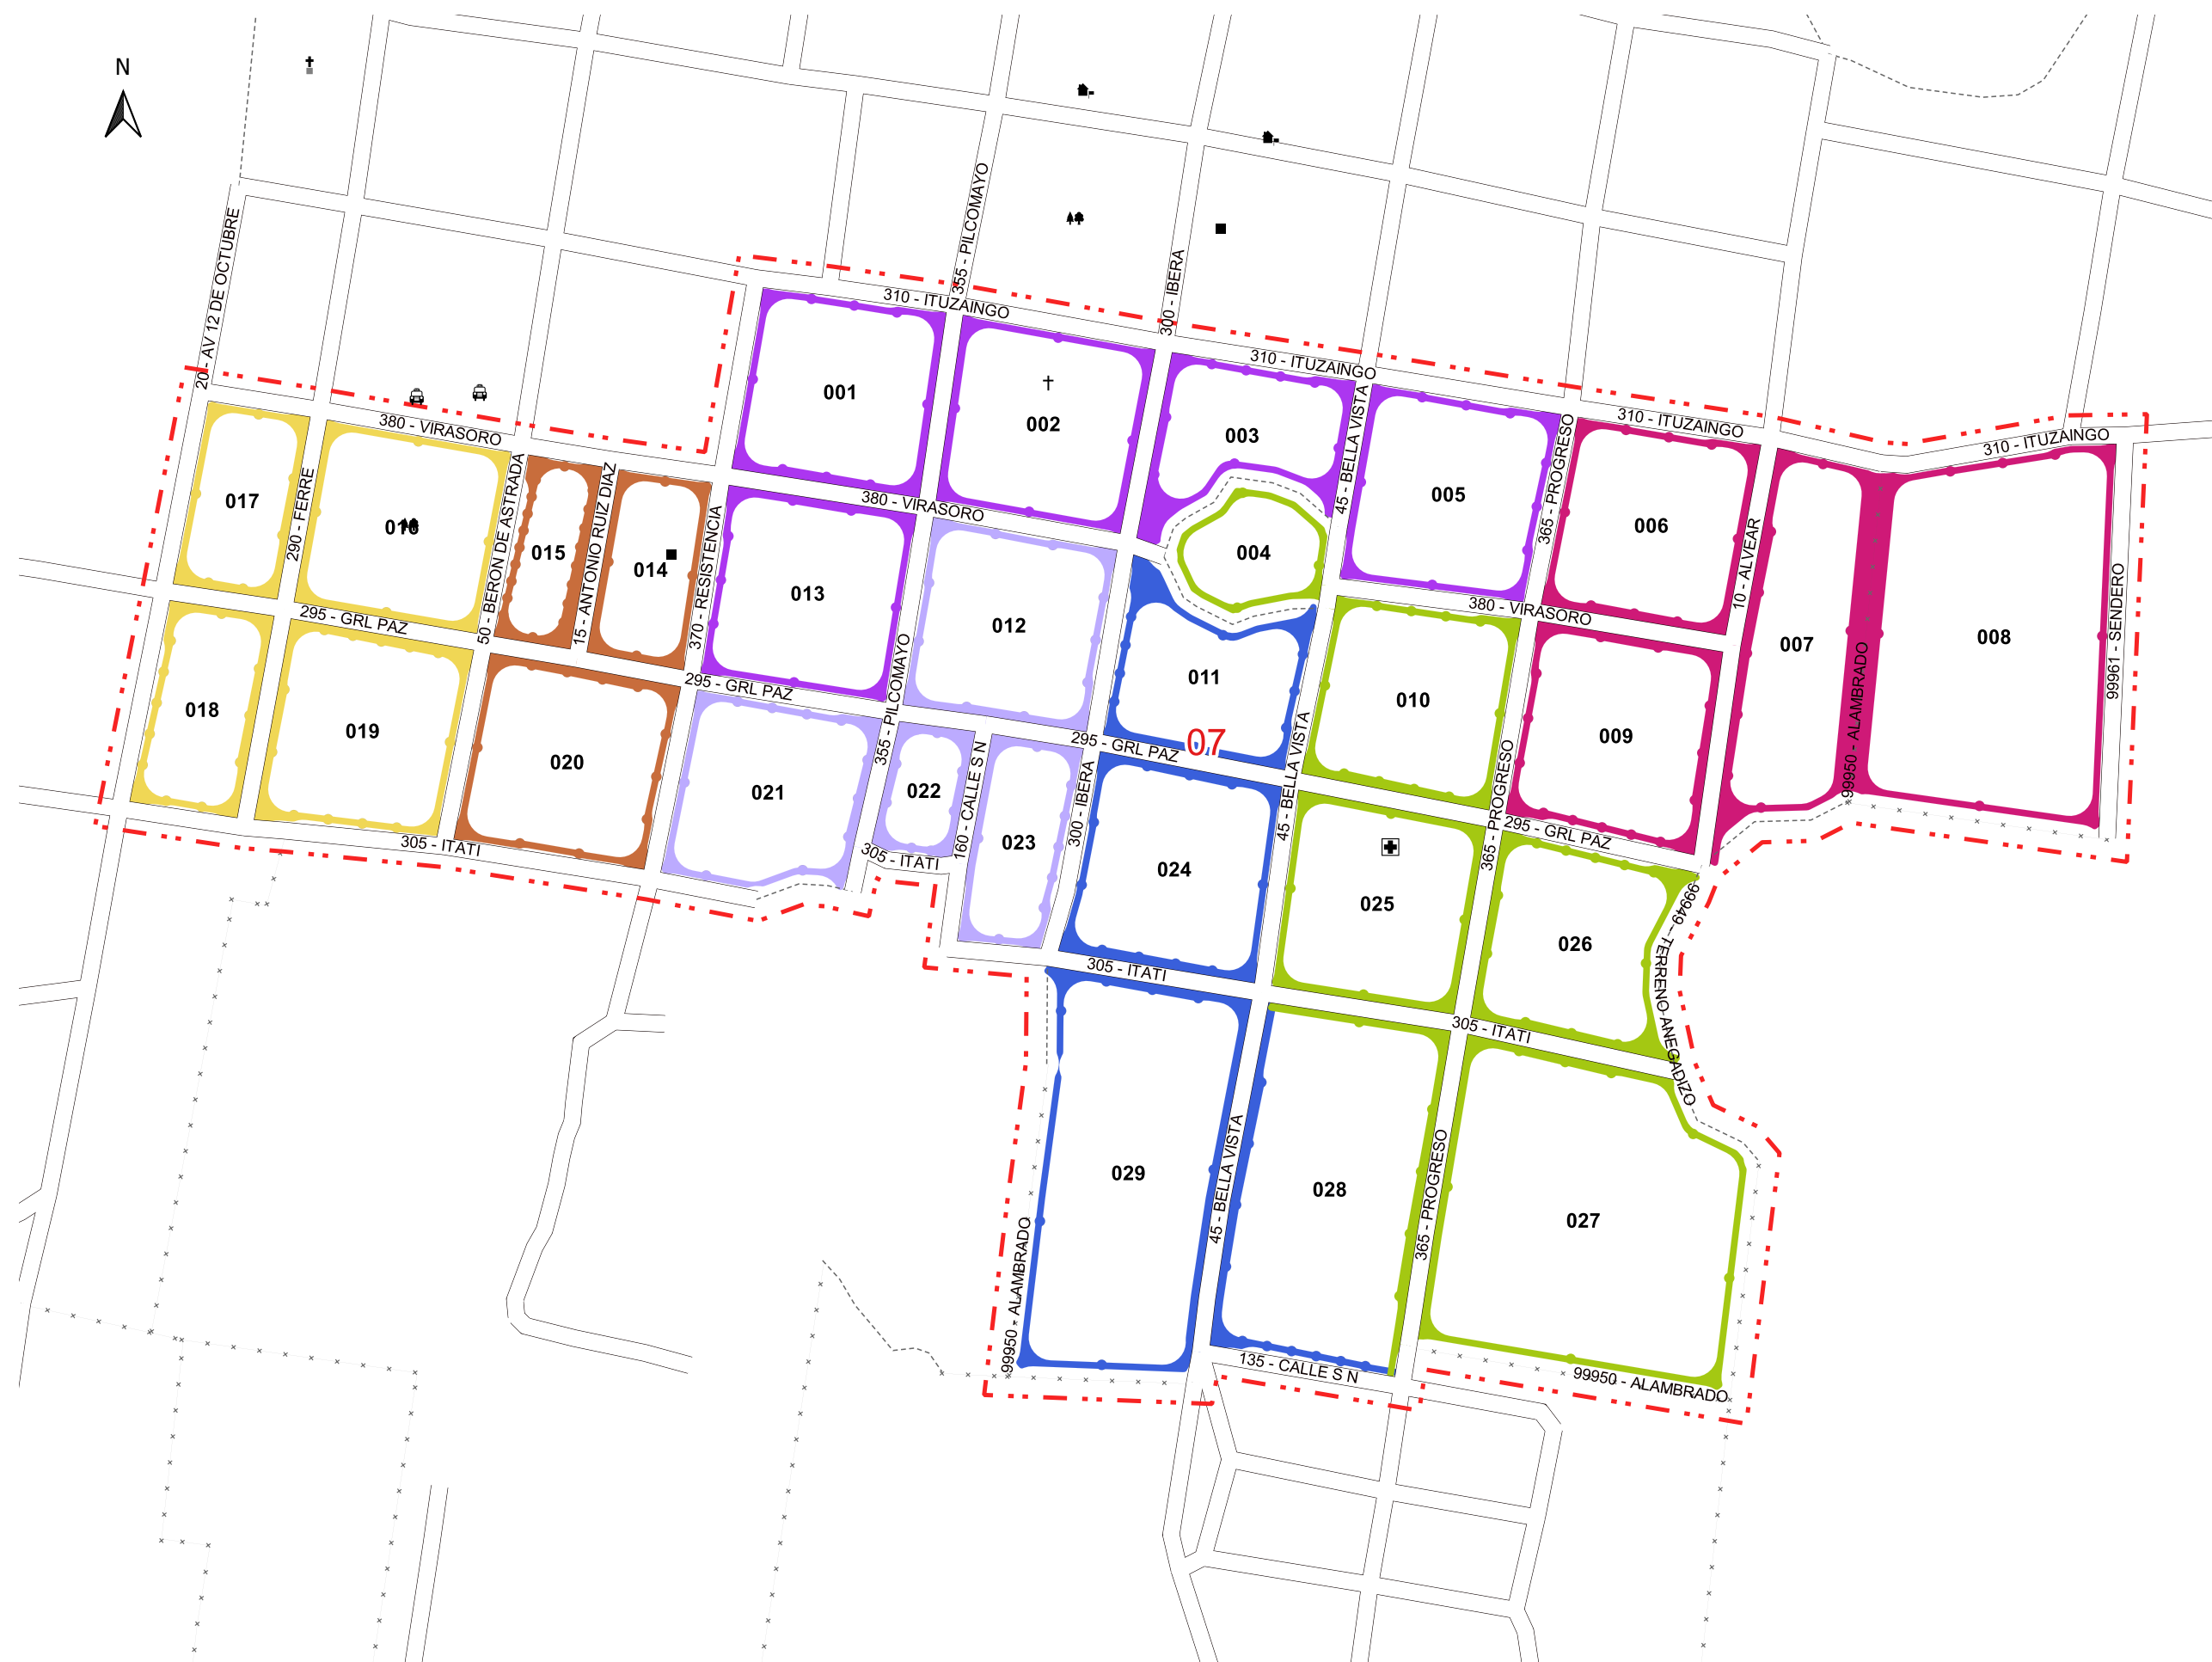 N
20 - AV 12 DE OCTUBRE
355 - PILCOMAYO
300 - IBERA
310 - ITUZAINGO
310 - ITUZAINGO
310 - ITUZAINGO
310 - ITUZAINGO
001
002
003
45 - BELLA VISTA
005
365 - PROGRESO
006
10 - ALVEAR
007
99950 - ALAMBRADO
008
99961 - SENDERO
380 - VIRASORO
017
290 - FERRE
016
50 - BERON DE ASTRADA
015
15 - ANTONIO RUIZ DIAZ
014
370 - RESISTENCIA
380 - VIRASORO
013
012
355 - PILCOMAYO
004
380 - VIRASORO
295 - GRL PAZ
018
019
020
295 - GRL PAZ
021
022
160 - CALLE S N
023
300 - IBERA
011
07
295 - GRL PAZ
45 - BELLA VISTA
010
365 - PROGRESO
009
295 - GRL PAZ
305 - ITATI
305 - ITATI
024
025
026
99949 - TERRENO ANEGADIZO
305 - ITATI
305 - ITATI
029
45 - BELLA VISTA
028
365 - PROGRESO
027
99950 - ALAMBRADO
135 - CALLE S N
99950 - ALAMBRADO